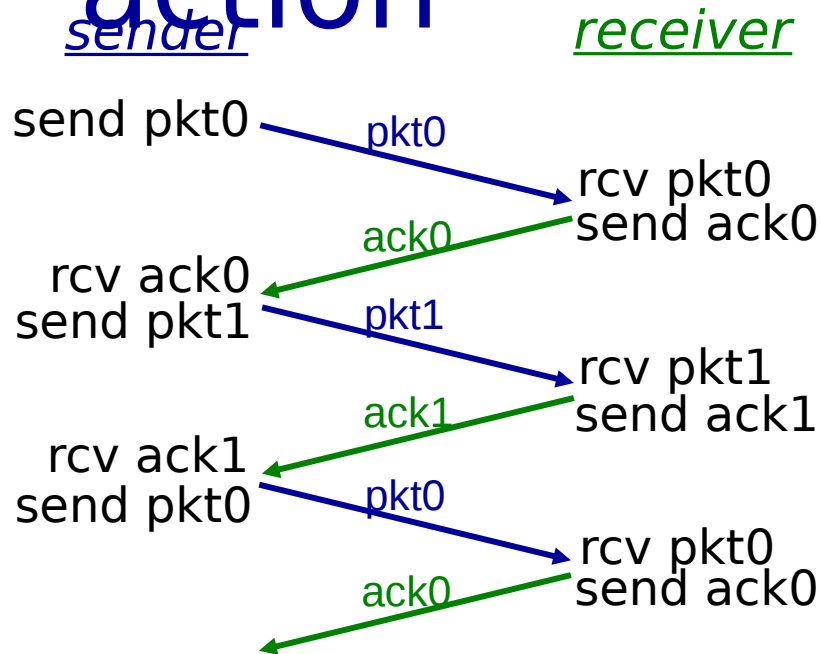 action
sender
receiver
send pkt0
pkt0
rcv pkt0
send ack0
ack0
rcv ack0
send pkt1
pkt1
rcv pkt1
send ack1
ack1
rcv ack1
send pkt0
pkt0
rcv pkt0
send ack0
ack0